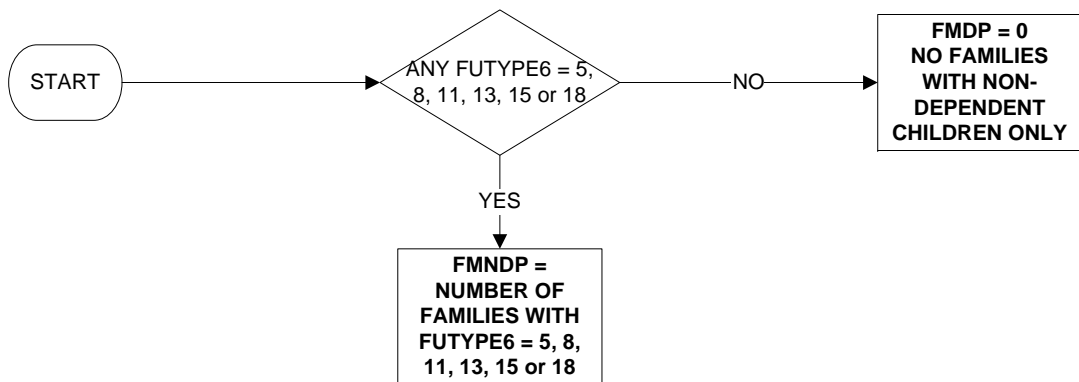 START
ANY FUTYPE6 = 5,
8, 11, 13, 15 or 18
NO
FMDP = 0
NO FAMILIES
WITH NON-
DEPENDENT
CHILDREN ONLY
YES
FMNDP =
NUMBER OF
FAMILIES WITH
FUTYPE6 = 5, 8,
11, 13, 15 or 18